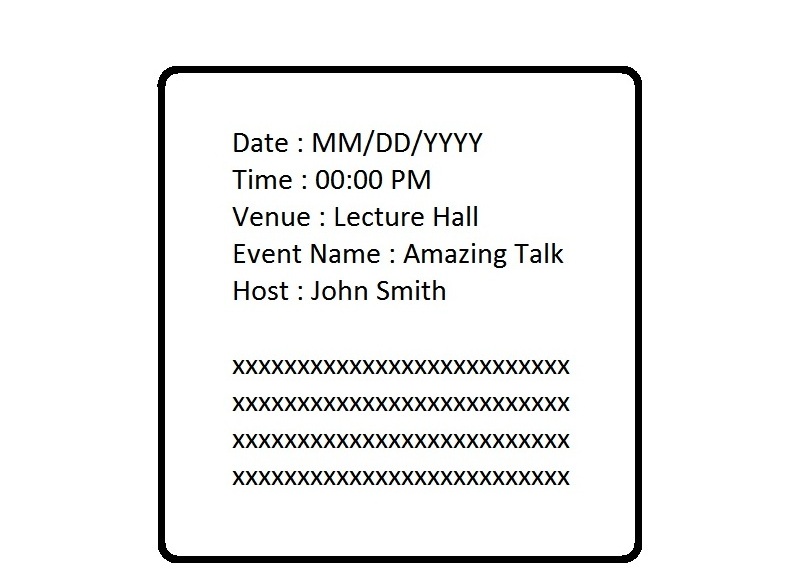 Date : MM/DD/YYYY
Time : 00:00 PM
Venue : Lecture Hall
Event Name : Amazing Talk
Host : John Smith
xxxxxxxxxxxxxxxxxxxxxxxxxx
xxxxxxxxxxxxxxxxxxxxxxxxxx
xxxxxxxxxxxxxxxxxxxxxxxxxx
xxxxxxxxxxxxxxxxxxxxxxxxxx